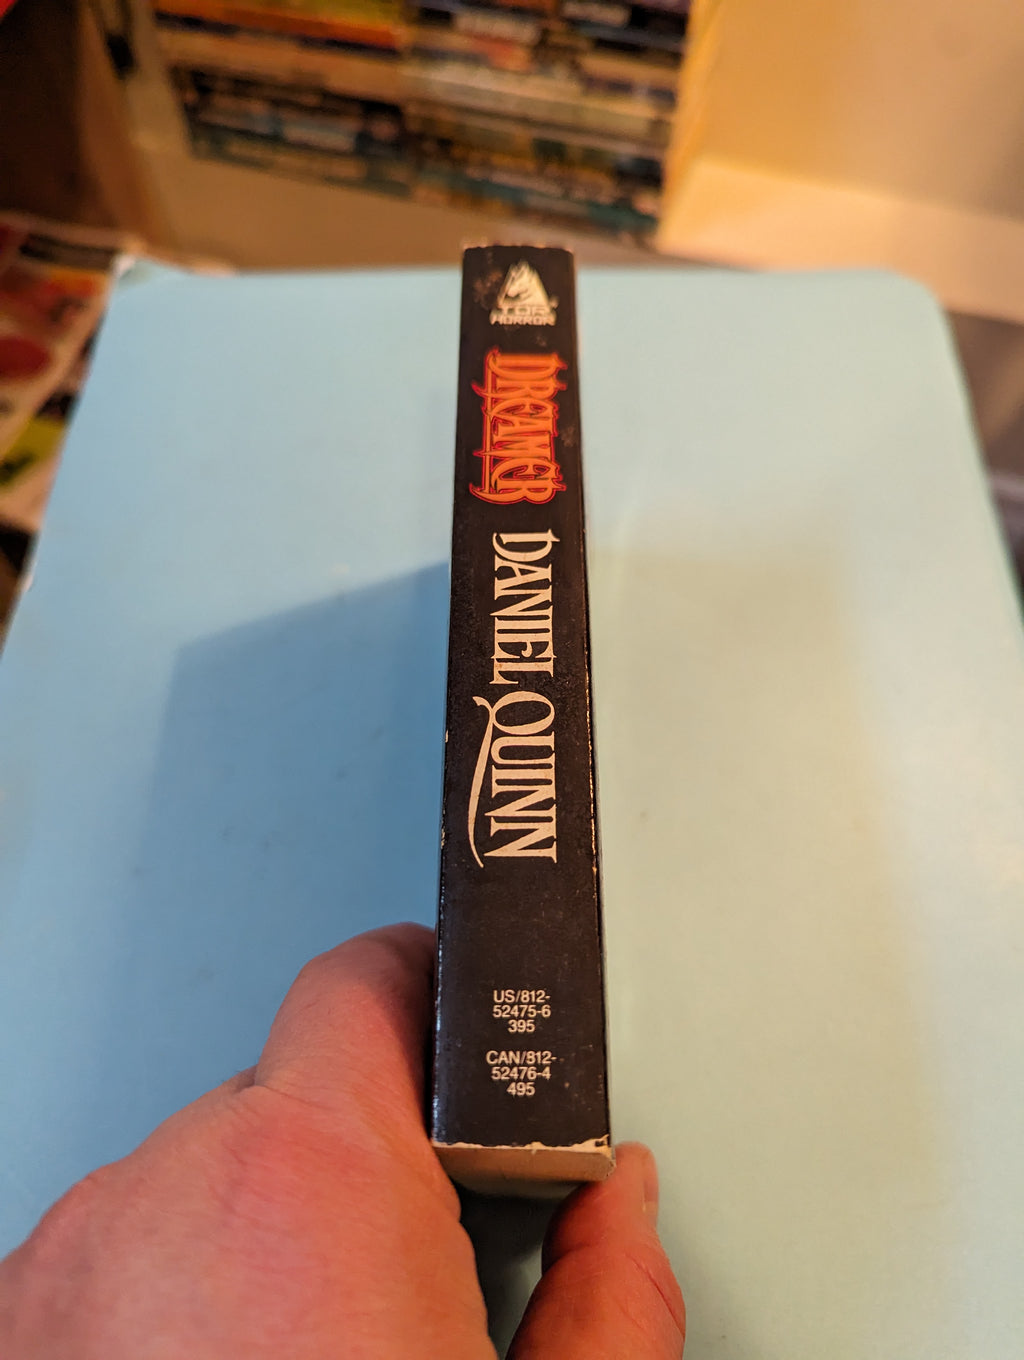 TOR
HORROR
DREAMER
DANIEL QUINN
US/812-
52475-6
395
CAN/812-
52476-4
495